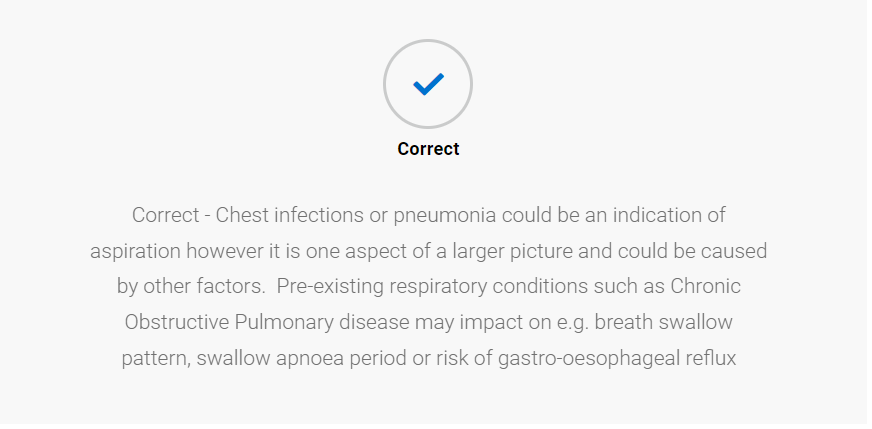 Correct
Correct - Chest infections or pneumonia could be an indication of
aspiration however it is one aspect of a larger picture and could be caused
by other factors.  Pre-existing respiratory conditions such as Chronic
Obstructive Pulmonary disease may impact on e.g. breath swallow
pattern, swallow apnoea period or risk of gastro-oesophageal reflux